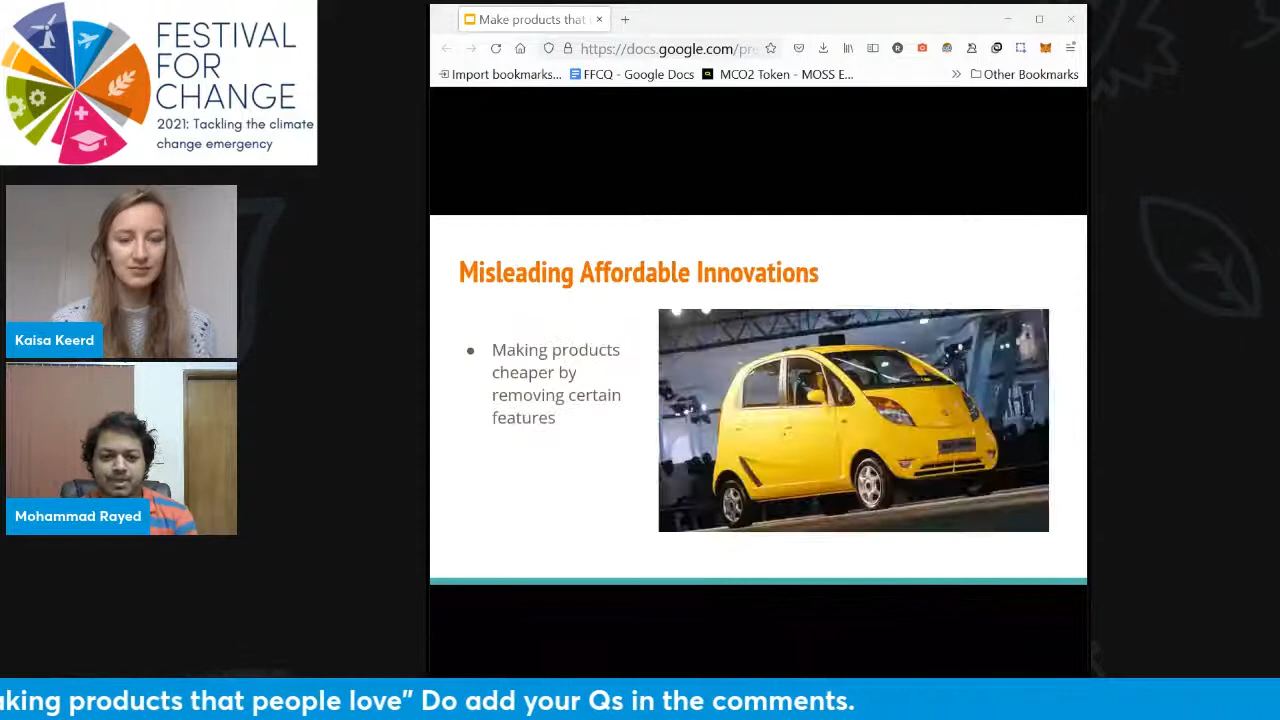 FESTIVAL
FOR
CHANGE
2021: Tackling the climate
change emergency
Kaisa Keerd
Mohammad Rayed
Make products that
https://docs.google.com/pre
Import bookmarks...
FFCQ - Google Docs
MCO2 Token - MOSS E...
Other Bookmarks
Misleading Affordable Innovations
● Making products
cheaper by
removing certain
features
aking products that people love” Do add your Qs in the comments.